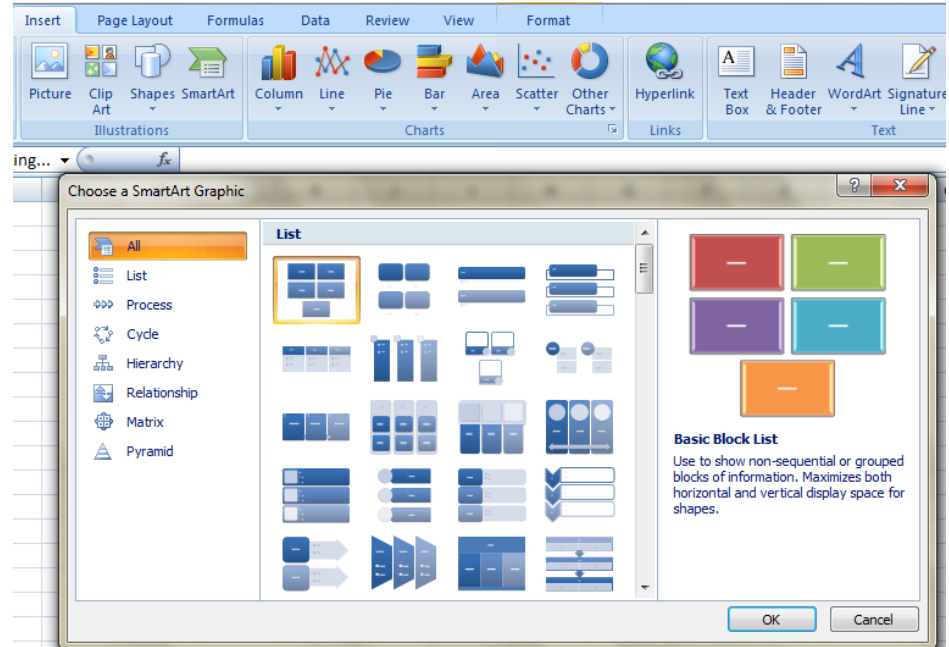 Insert Page Layout Formulas Data Review View Format
Picture Clip Art Shapes SmartArt Column Line Pie Bar Area Scatter Other Charts Hyperlink Text Box Header & Footer WordArt Signature Line
Illustrations Charts Links Text
ing... fx
Choose a SmartArt Graphic
All
List
Process
Cycle
Hierarchy
Relationship
Matrix
Pyramid
List
Basic Block List
Use to show non-sequential or grouped
blocks of information. Maximizes both
horizontal and vertical display space for
shapes.
OK Cancel